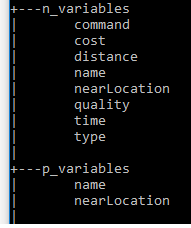 +---n_variables
|       command
|       cost
|       distance
|       name
|       nearLocation
|       quality
|       time
|       type
|
+---p_variables
|       name
|       nearLocation
|